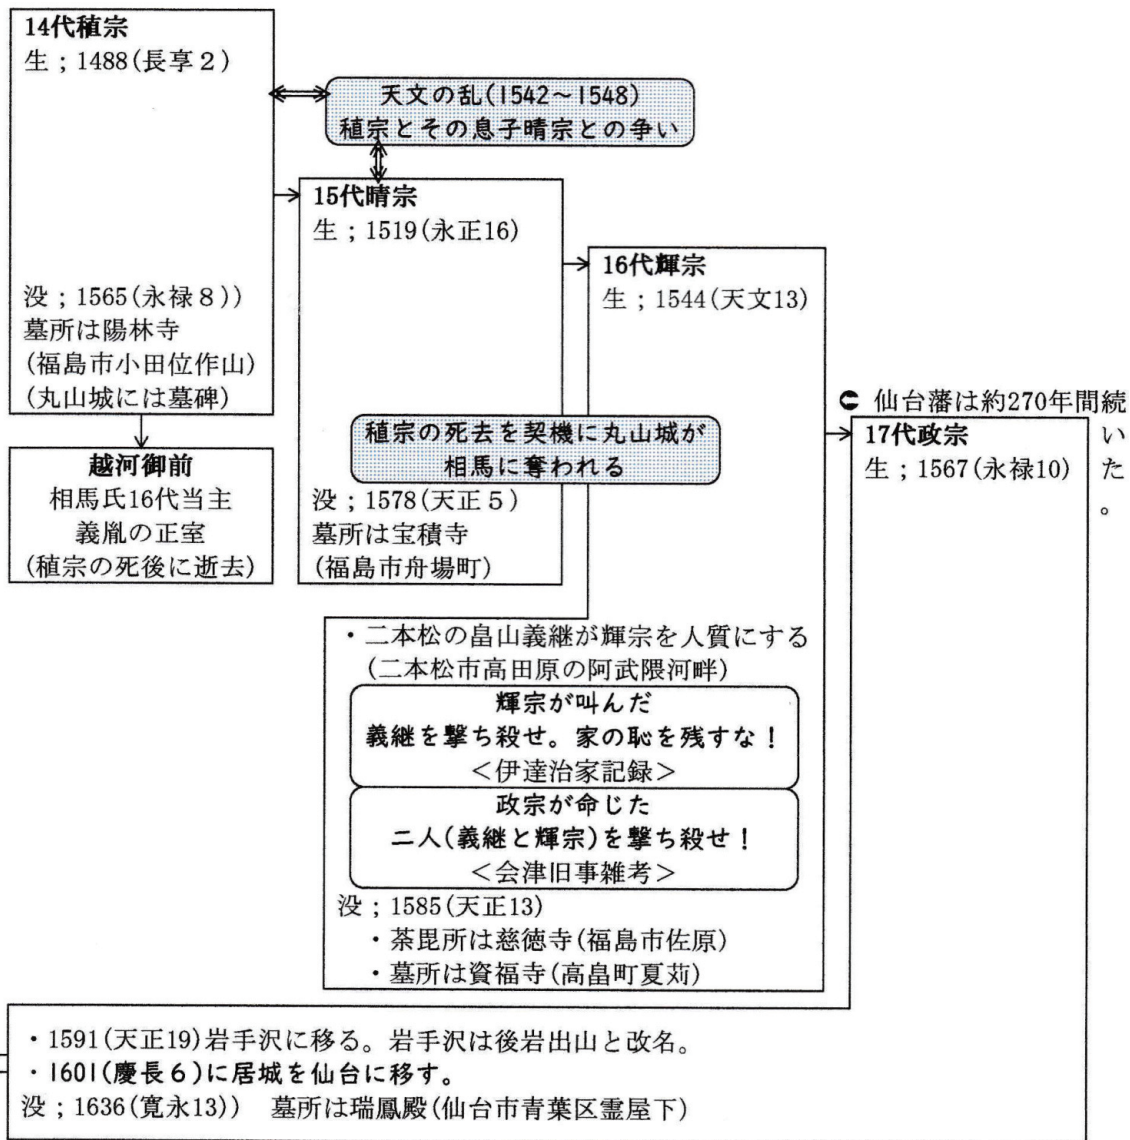 14代稙宗
生；1488(長享２)
天文の乱(1542～1548)
稙宗とその息子晴宗との争い
没；1565(永禄８))
墓所は陽林寺
(福島市小田位作山)
(丸山城には墓碑)
越河御前
相馬氏16代当主
義胤の正室
(稙宗の死後に逝去)
15代晴宗
生；1519(永正16)
稙宗の死去を契機に丸山城が
相馬に奪われる
没；1578(天正５)
墓所は宝積寺
(福島市舟場町)
16代輝宗
生；1544(天文13)
・二本松の畠山義継が輝宗を人質にする
(二本松市高田原の阿武隈河畔)
輝宗が叫んだ
義継を撃ち殺せ。家の恥を残すな！
＜伊達治家記録＞
政宗が命じた
二人(義継と輝宗)を撃ち殺せ！
＜会津旧事雑考＞
没；1585(天正13)
・荼毘所は慈徳寺(福島市佐原)
・墓所は資福寺(高畠町夏苅)
仙台藩は約270年間続
いた。
17代政宗
生；1567(永禄10)
・1591(天正19)岩手沢に移る。岩手沢は後岩出山と改名。
・1601(慶長６)に居城を仙台に移す。
没；1636(寛永13))　墓所は瑞鳳殿(仙台市青葉区霊屋下)